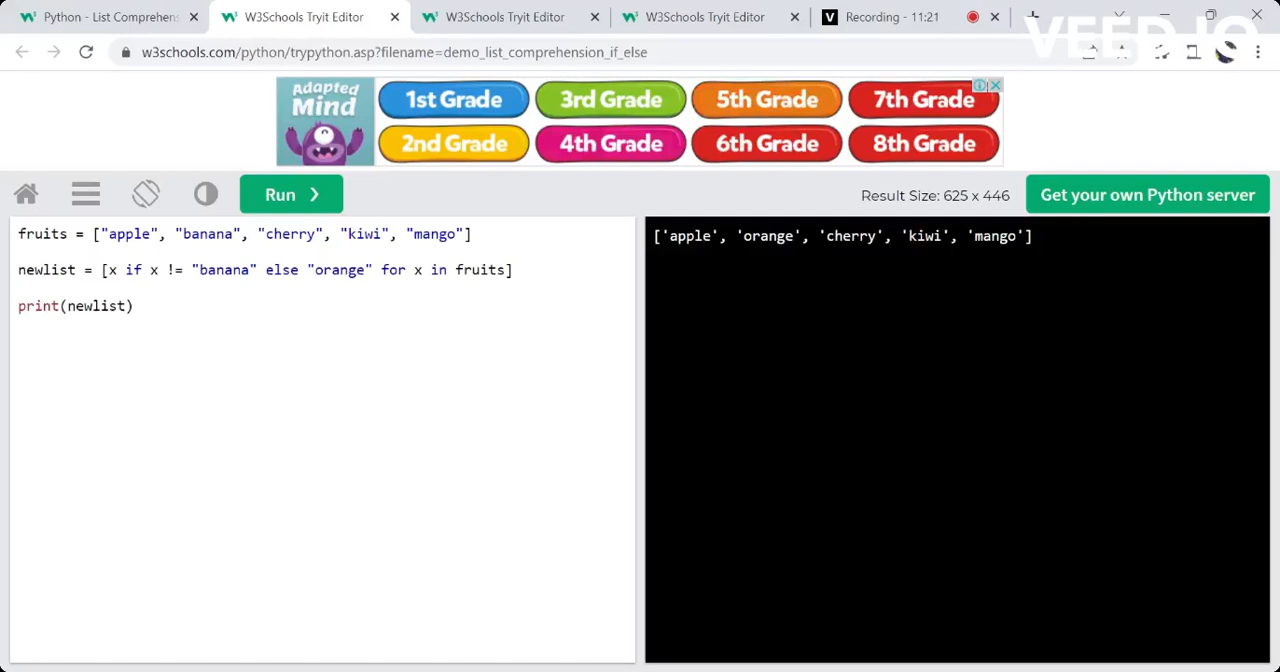 Python - List Comprehens
W3Schools Tryit Editor
W3Schools Tryit Editor
W3Schools Tryit Editor
V
Recording - 11:21
VEED.IO
w3schools.com/python/trypython.asp?filename=demo_list_comprehension_if_else
Adapted
Mind
1st Grade
3rd Grade
5th Grade
7th Grade
2nd Grade
4th Grade
6th Grade
8th Grade
Run ❯
Result Size: 625 x 446
Get your own Python server
fruits = ["apple", "banana", "cherry", "kiwi", "mango"]
newlist = [x if x != "banana" else "orange" for x in fruits]
print(newlist)
['apple', 'orange', 'cherry', 'kiwi', 'mango']